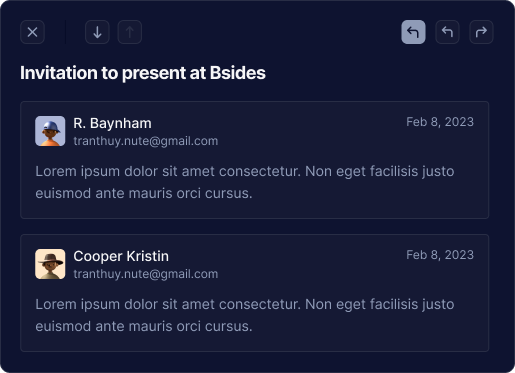 Invitation to present at Bsides
R. Baynham
Feb 8, 2023
tranthuy.nute@gmail.com
Lorem ipsum dolor sit amet consectetur. Non eget facilisis justo
euismod ante mauris orci cursus.
Cooper Kristin
Feb 8, 2023
tranthuy.nute@gmail.com
Lorem ipsum dolor sit amet consectetur. Non eget facilisis justo
euismod ante mauris orci cursus.